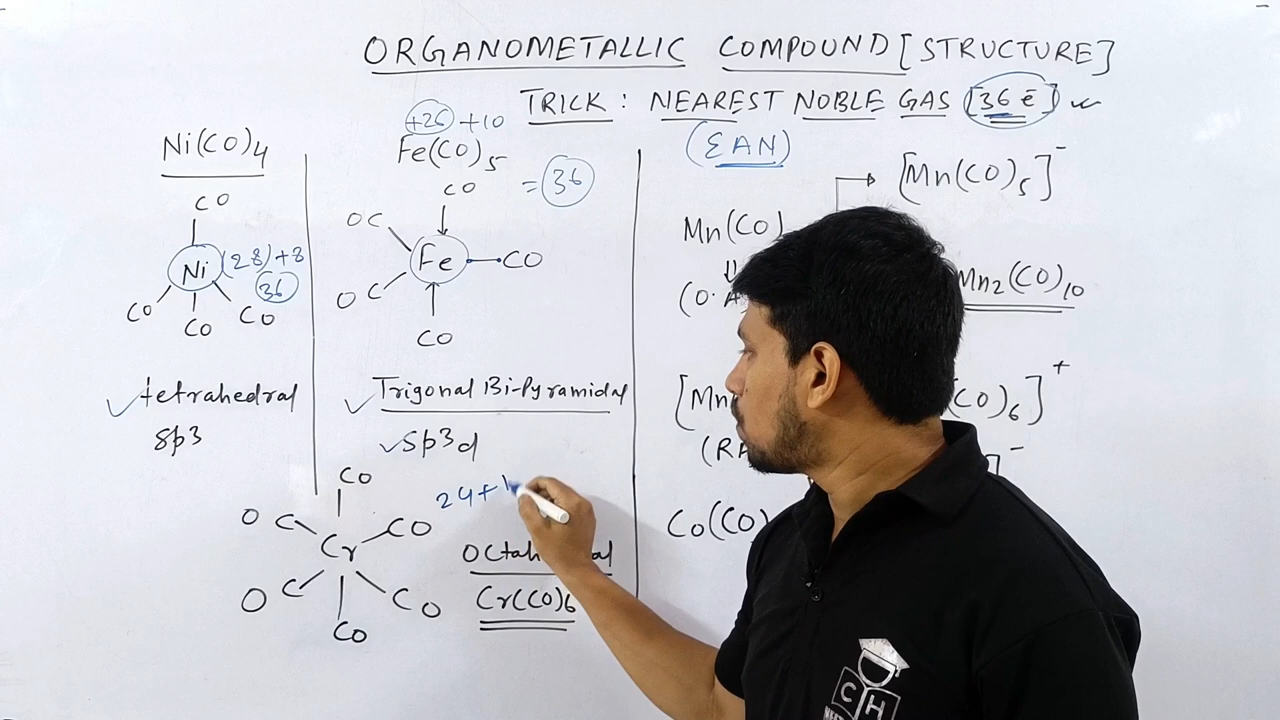 ORGANOMETALLIC COMPOUND [STRUCTURE]
TRICK : NEAREST NOBLE GAS [36 ē]
(EAN)
Ni(CO)4
CO
Ni (28)+8
36
CO CO CO
tetrahedral
sp3
+26 +10
Fe(CO)5
= 36
CO
OC
Fe CO
OC
CO
Trigonal Bi-pyramidal
sp3d
CO
OC CO
Cr
OC CO
CO
24+1
Cr(CO)6
[Mn(CO)5]-
Mn(CO)
Mn2(CO)10
[Mn
(CO)6]+
]-
Co(CO)
CH